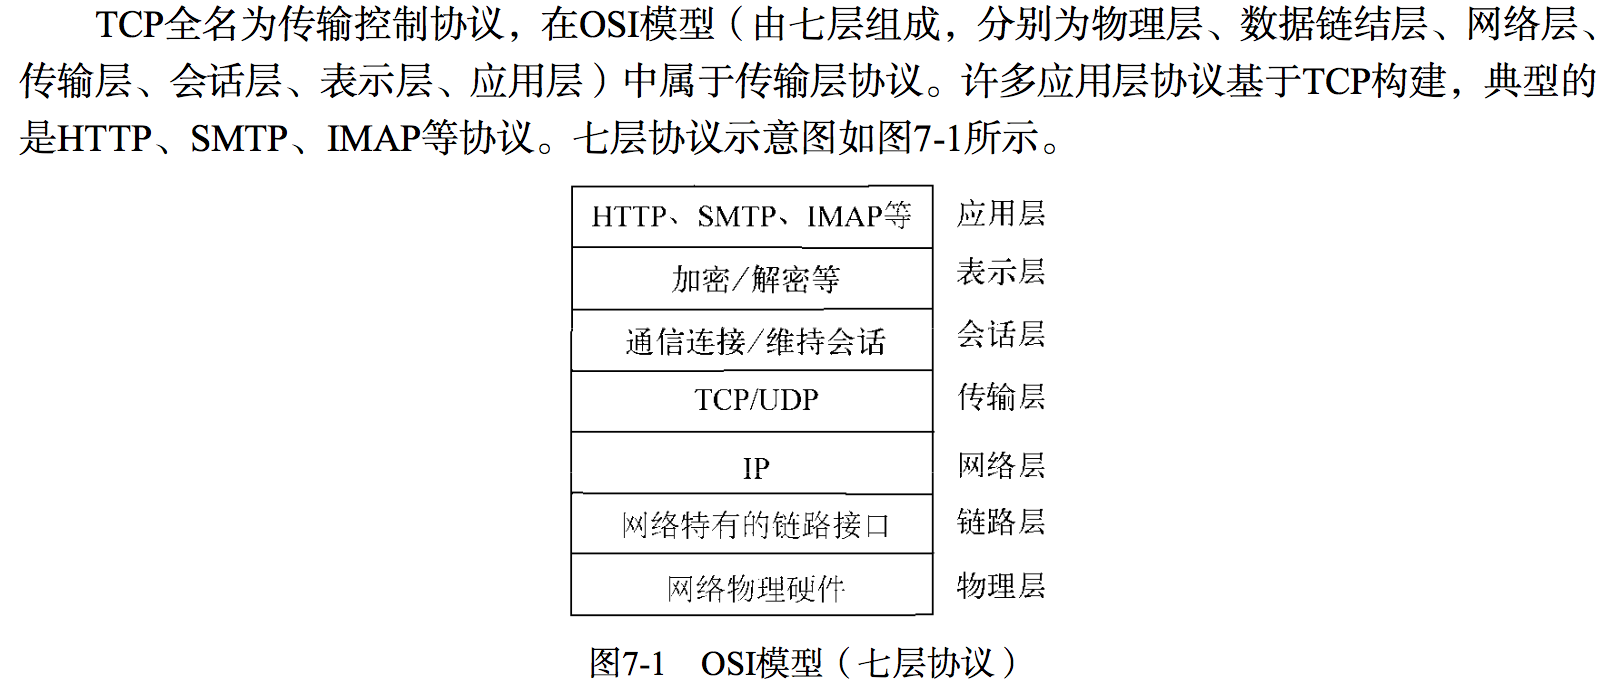 TCP全名为传输控制协议，在OSI模型（由七层组成，分别为物理层、数据链结层、网络层、
传输层、会话层、表示层、应用层）中属于传输层协议。许多应用层协议基于TCP构建，典型的
是HTTP、SMTP、IMAP等协议。七层协议示意图如图7-1所示。
HTTP、SMTP、IMAP等 应用层
加密/解密等 表示层
通信连接/维持会话 会话层
TCP/UDP 传输层
IP 网络层
网络特有的链路接口 链路层
网络物理硬件 物理层
图7-1 OSI模型（七层协议）